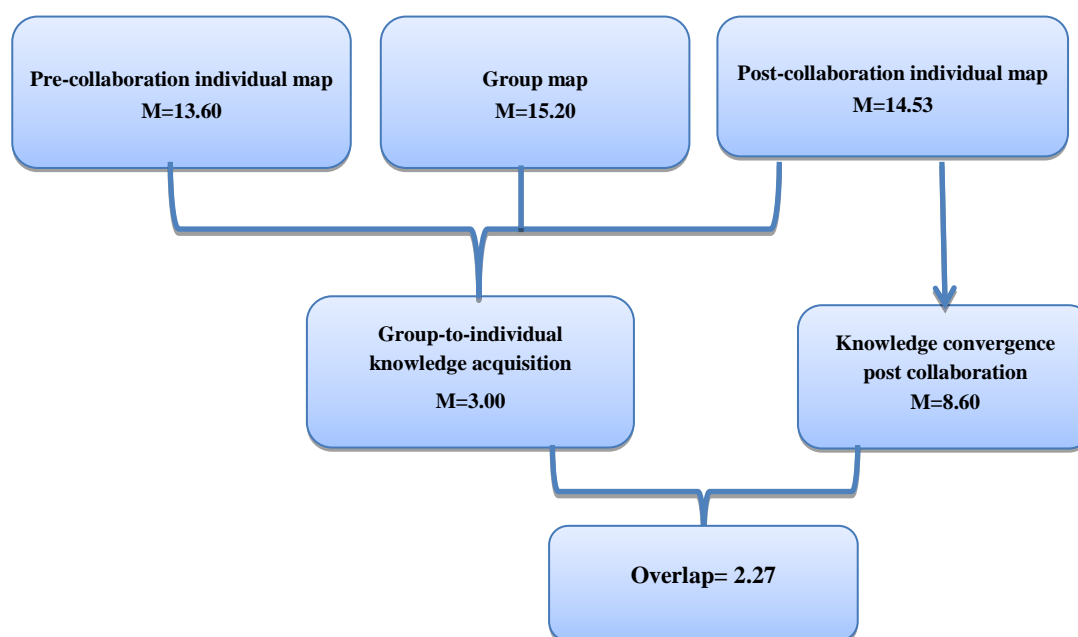 Pre-collaboration individual map
M=13.60
Group map
M=15.20
Post-collaboration individual map
M=14.53
Group-to-individual
knowledge acquisition
M=3.00
Knowledge convergence
post collaboration
M=8.60
Overlap= 2.27